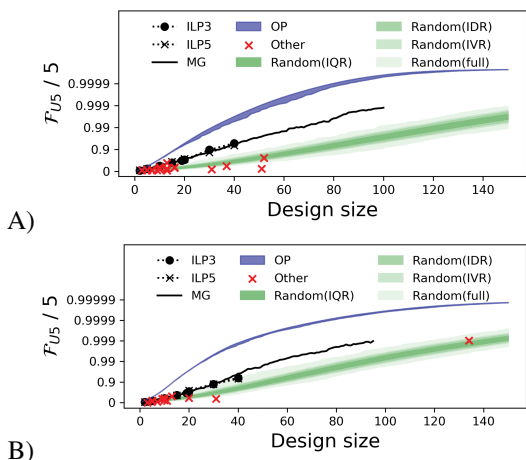 A)
ILP3 OP Random(IDR)
ILP5 Other Random(IVR)
MG Random(IQR) Random(full)
0.9999
0.999
0.99
0.9
0
0 20 40 60 80 100 120 140
ℱU5 / 5
Design size
B)
ILP3 OP Random(IDR)
ILP5 Other Random(IVR)
MG Random(IQR) Random(full)
0.99999
0.9999
0.999
0.99
0.9
0
0 20 40 60 80 100 120 140
ℱU5 / 5
Design size